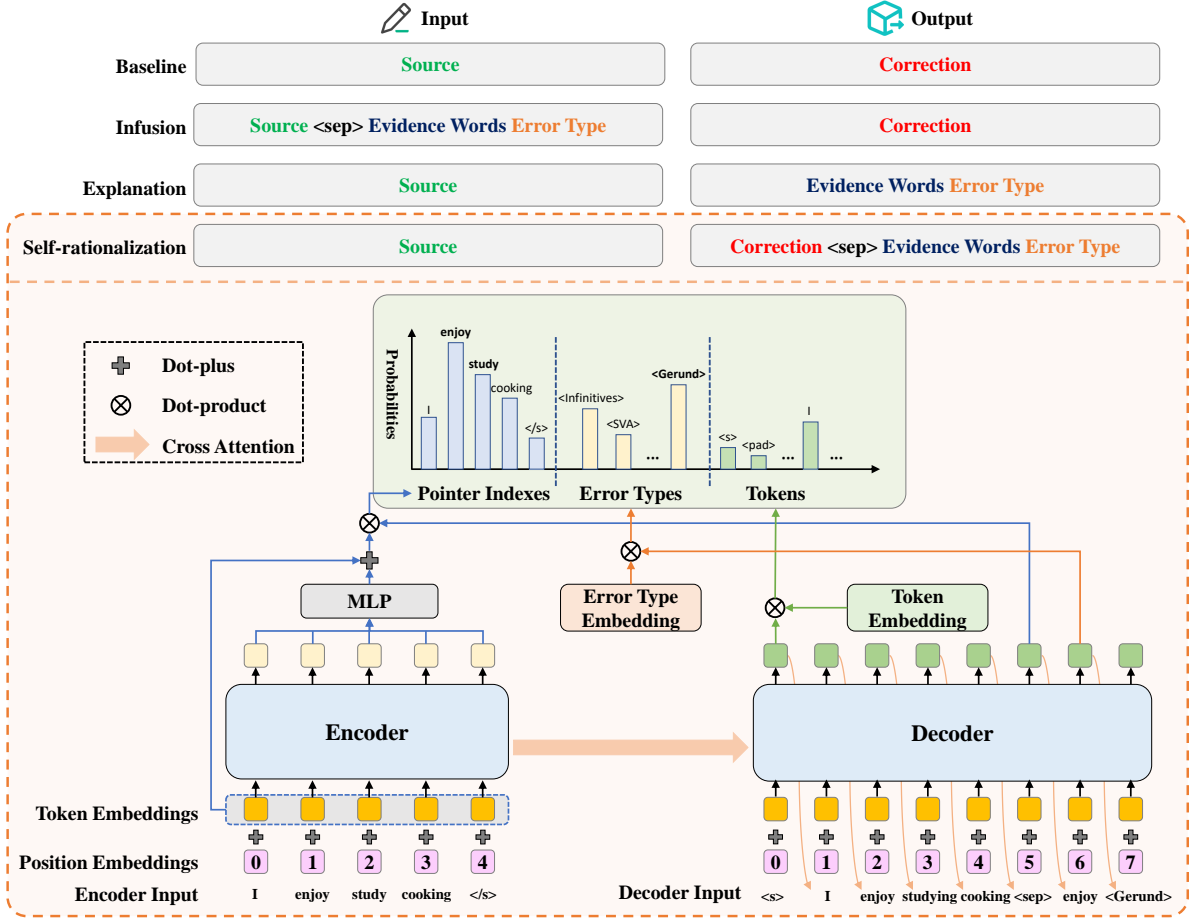 Input Output
Baseline Source Correction
Infusion Source <sep> Evidence Words Error Type Correction
Explanation Source Evidence Words Error Type
Self-rationalization Source Correction <sep> Evidence Words Error Type
Dot-plus
Dot-product
Cross Attention
Probabilities
I enjoy study cooking </s>
<Infinitives> <SVA> ... <Gerund>
<s> <pad> ... I ...
Pointer Indexes Error Types Tokens
MLP
Error Type
Embedding
Token
Embedding
Encoder
Decoder
Token Embeddings
Position Embeddings 0 1 2 3 4 0 1 2 3 4 5 6 7
Encoder Input I enjoy study cooking </s>
Decoder Input <s> I enjoy studying cooking <sep> enjoy <Gerund>